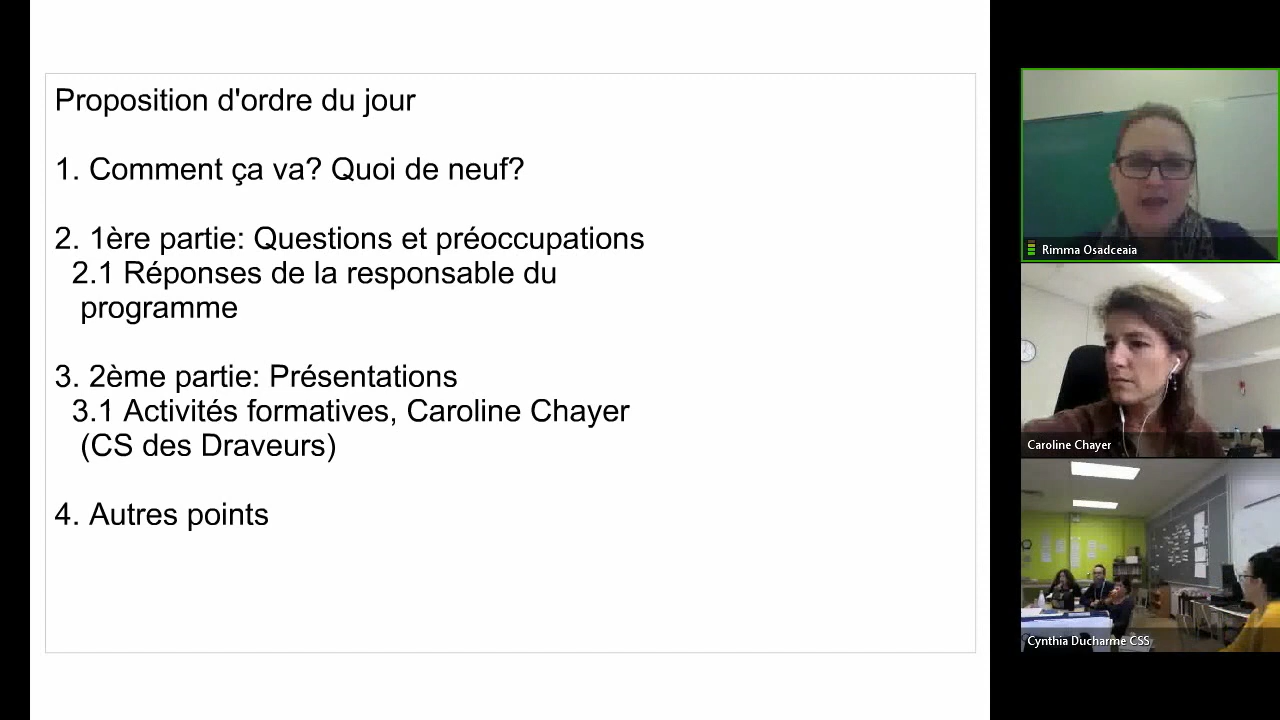 Proposition d'ordre du jour
1. Comment ça va? Quoi de neuf?
2. 1ère partie: Questions et préoccupations
2.1 Réponses de la responsable du
programme
3. 2ème partie: Présentations
3.1 Activités formatives, Caroline Chayer
(CS des Draveurs)
4. Autres points
Rimma Osadceaia
Caroline Chayer
Cynthia Ducharme CSS